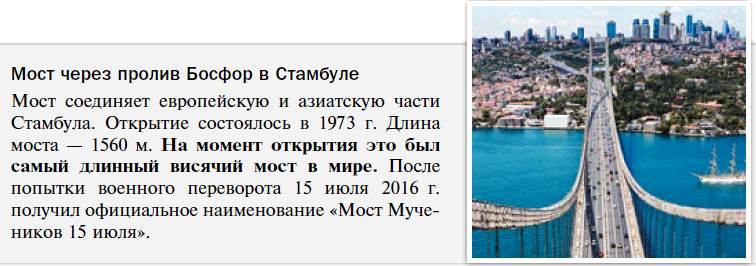 Мост через пролив Босфор в Стамбуле
Мост соединяет европейскую и азиатскую части
Стамбула. Открытие состоялось в 1973 г. Длина
моста — 1560 м. На момент открытия это был
самый длинный висячий мост в мире. После
попытки военного переворота 15 июля 2016 г.
получил официальное наименование «Мост Муче-
ников 15 июля».